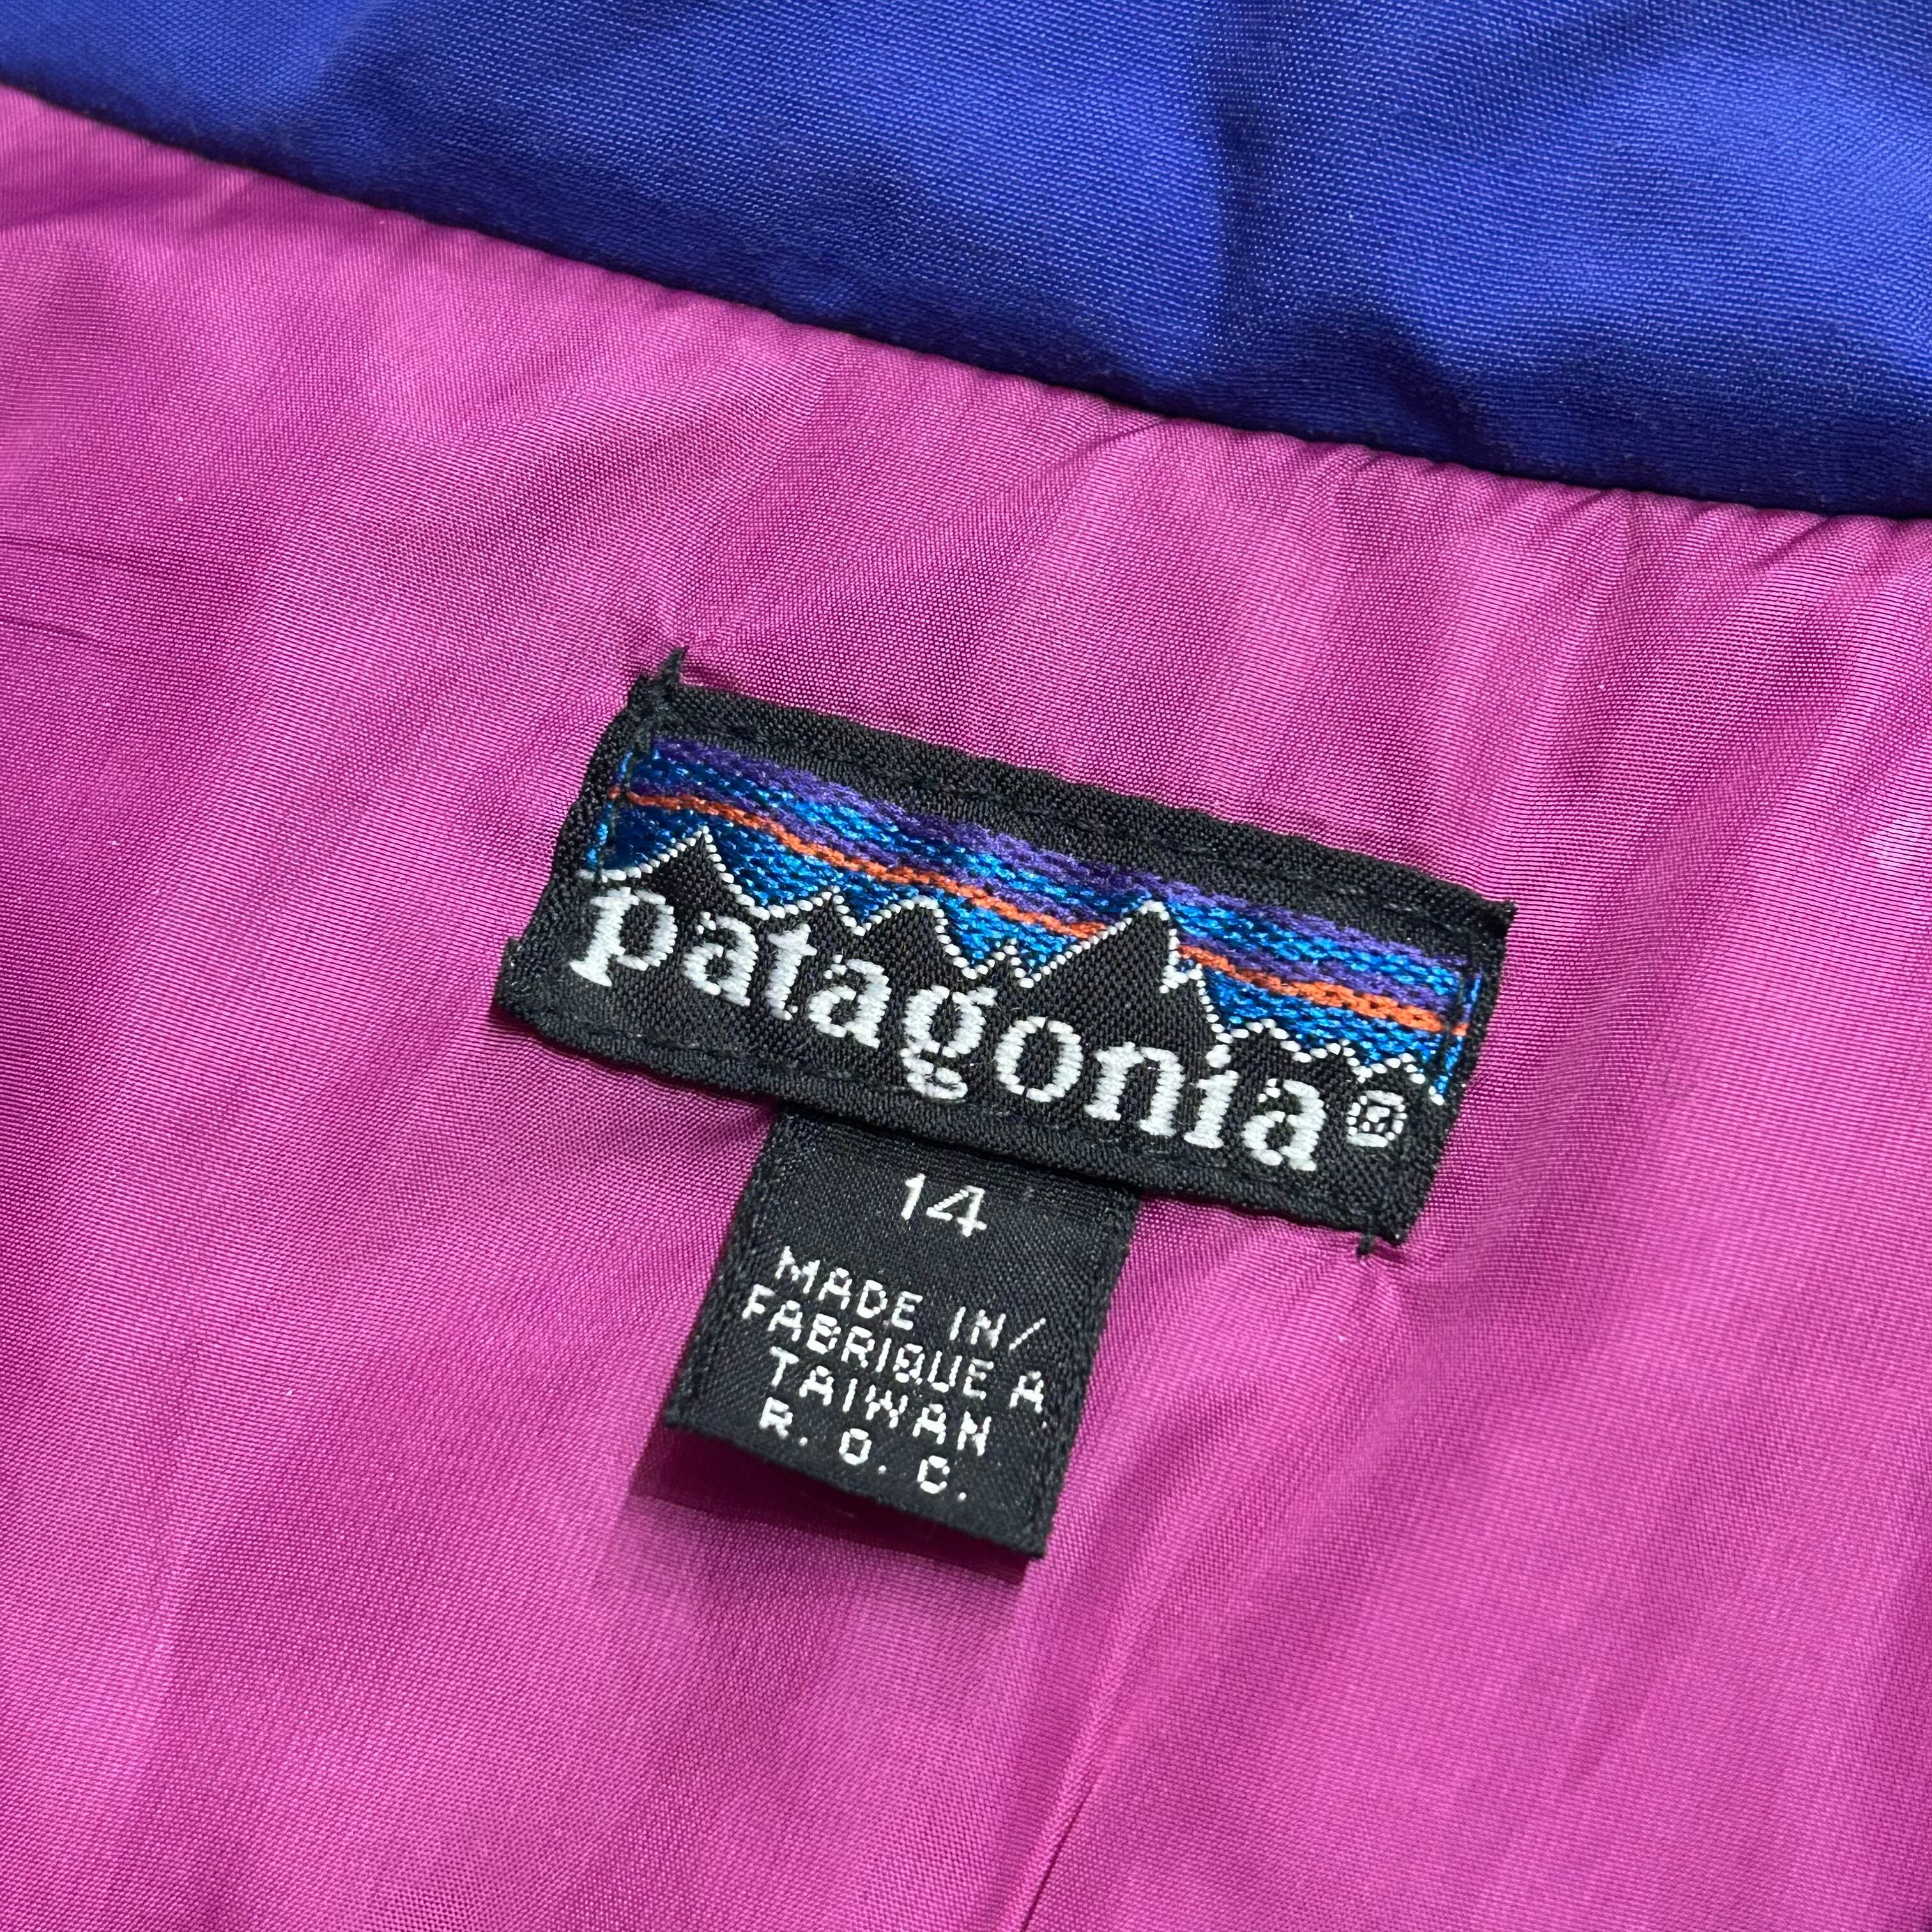 patagonia®
14
MADE IN/
FABRIQUE A
TAIWAN
R. O. C.